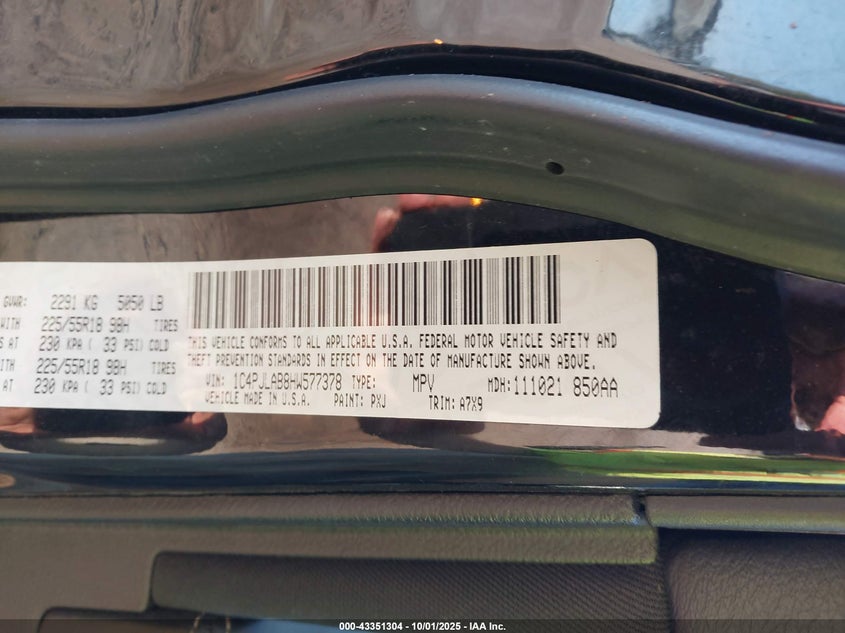 GVWR: 2291 KG 5050 LB
WITH 225/55R18 98H TIRES
S AT 230 KPA ( 33 PSI) COLD
WITH 225/55R18 98H TIRES
AT 230 KPA ( 33 PSI) COLD
THIS VEHICLE CONFORMS TO ALL APPLICABLE U.S.A. FEDERAL MOTOR VEHICLE SAFETY AND
THEFT PREVENTION STANDARDS IN EFFECT ON THE DATE OF MANUFACTURE SHOWN ABOVE.
VIN: 1C4PJLAB8HW577378 TYPE: MPV MDH:111021 850AA
VEHICLE MADE IN U.S.A. PAINT: PXJ TRIM: A7X9
000-43351304 - 10/01/2025 - IAA Inc.